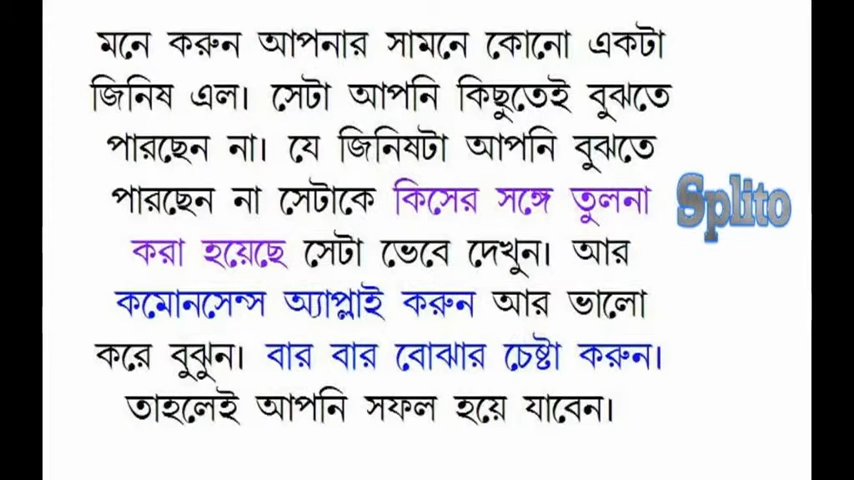 মনে করুন আপনার সামনে কোনো একটা
জিনিষ এল। সেটা আপনি কিছুতেই বুঝতে
পারছেন না। যে জিনিষটা আপনি বুঝতে
পারছেন না সেটাকে কিসের সঙ্গে তুলনা
করা হয়েছে সেটা ভেবে দেখুন। আর
কমোনসেন্স অ্যাপ্লাই করুন আর ভালো
করে বুঝুন। বার বার বোঝার চেষ্টা করুন।
তাহলেই আপনি সফল হয়ে যাবেন।
Splito